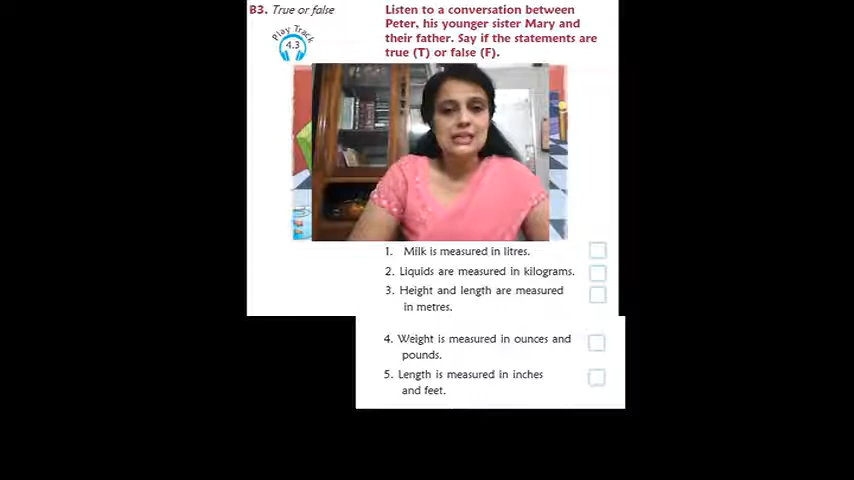 B3. True or false
Play Track
4.3
Listen to a conversation between
Peter, his younger sister Mary and
their father. Say if the statements are
true (T) or false (F).
1. Milk is measured in litres.
2. Liquids are measured in kilograms.
3. Height and length are measured
in metres.
4. Weight is measured in ounces and
pounds.
5. Length is measured in inches
and feet.